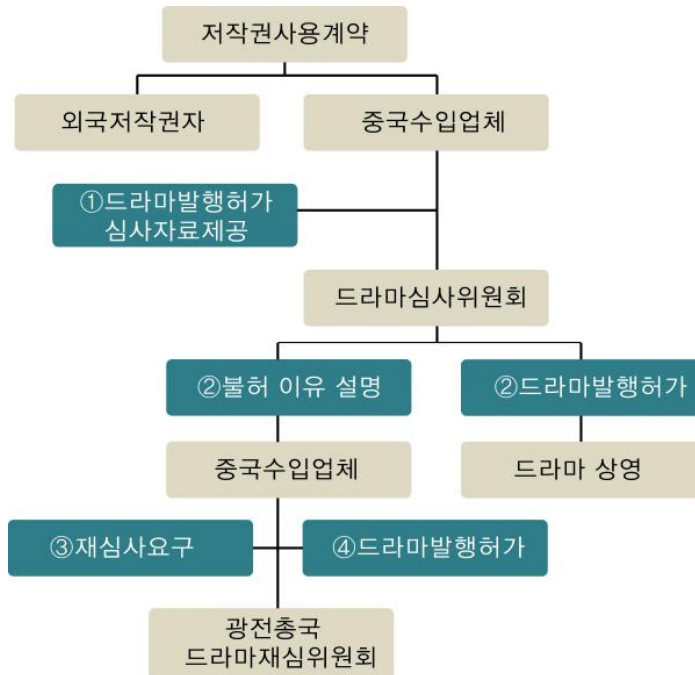 저작권사용계약
외국저작권자
중국수입업체
①드라마발행허가
심사자료제공
드라마심사위원회
②불허 이유 설명
②드라마발행허가
중국수입업체
드라마 상영
③재심사요구
④드라마발행허가
광전총국
드라마재심위원회